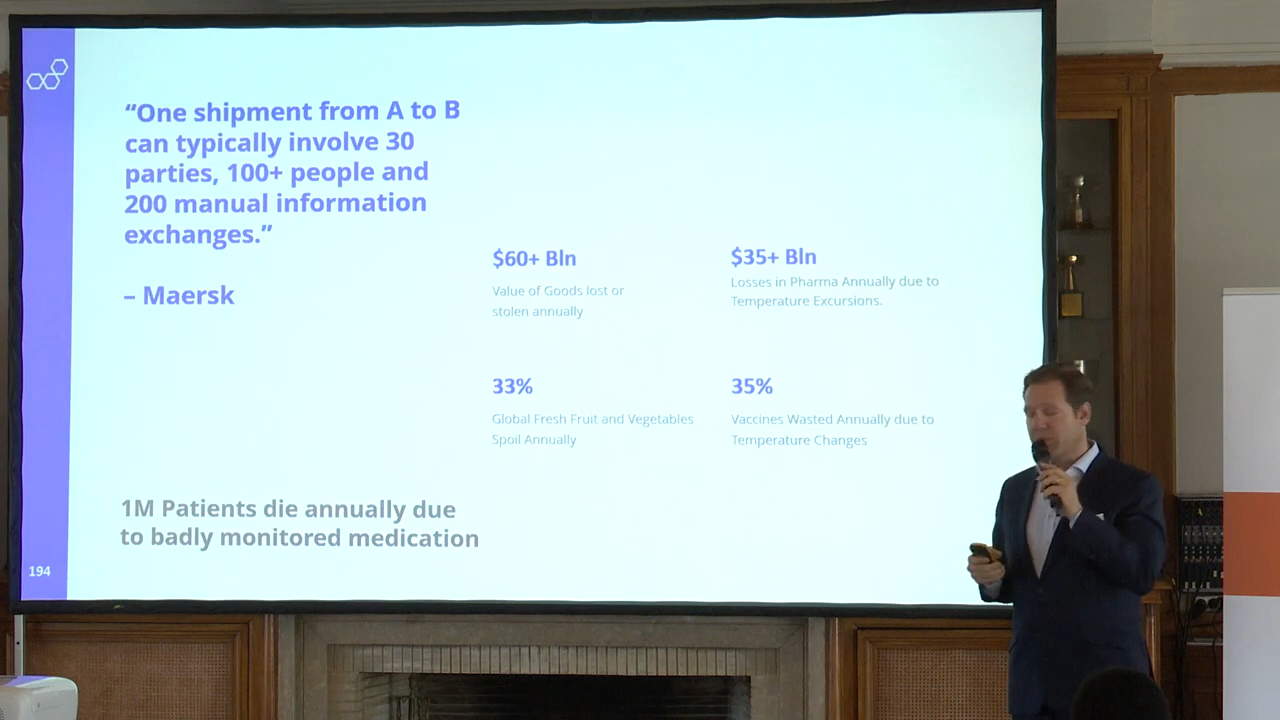 “One shipment from A to B
can typically involve 30
parties, 100+ people and
200 manual information
exchanges.”
– Maersk
$60+ Bln
Value of Goods lost or
stolen annually
$35+ Bln
Losses in Pharma Annually due to
Temperature Excursions.
33%
Global Fresh Fruit and Vegetables
Spoil Annually
35%
Vaccines Wasted Annually due to
Temperature Changes
1M Patients die annually due
to badly monitored medication
194